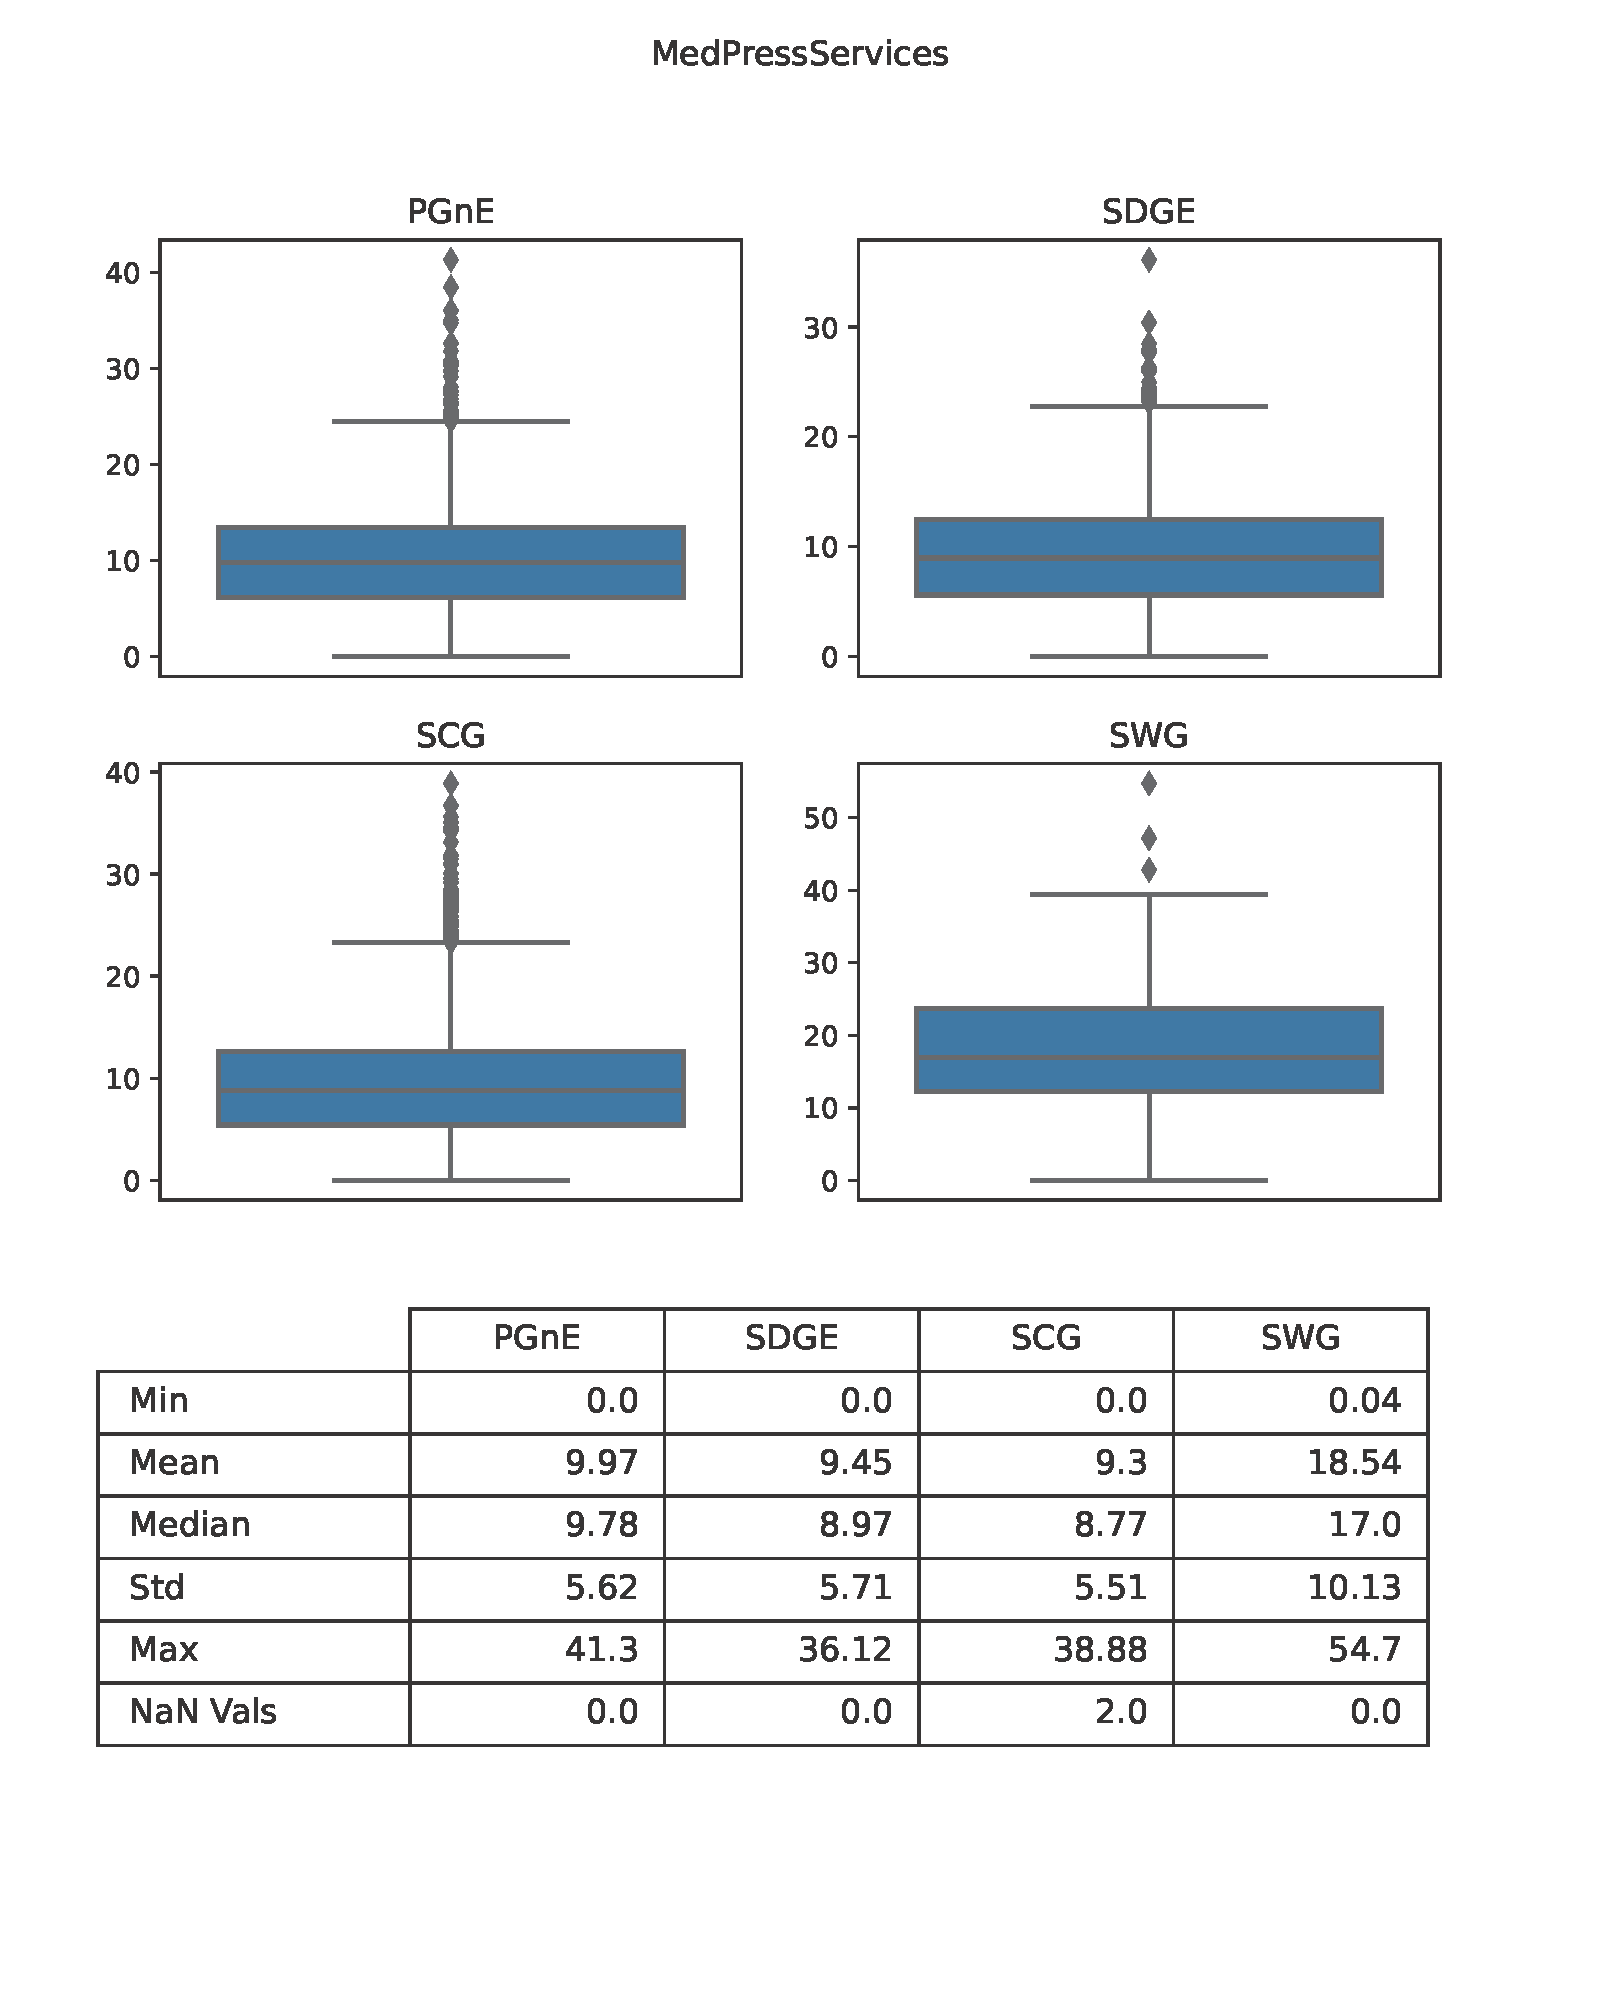 MedPressServices
PGnE
40
30
20
10
0
SDGE
30
20
10
0
SCG
40
30
20
10
0
SWG
50
40
30
20
10
0
PGnE SDGE SCG SWG
Min 0.0 0.0 0.0 0.04
Mean 9.97 9.45 9.3 18.54
Median 9.78 8.97 8.77 17.0
Std 5.62 5.71 5.51 10.13
Max 41.3 36.12 38.88 54.7
NaN Vals 0.0 0.0 2.0 0.0